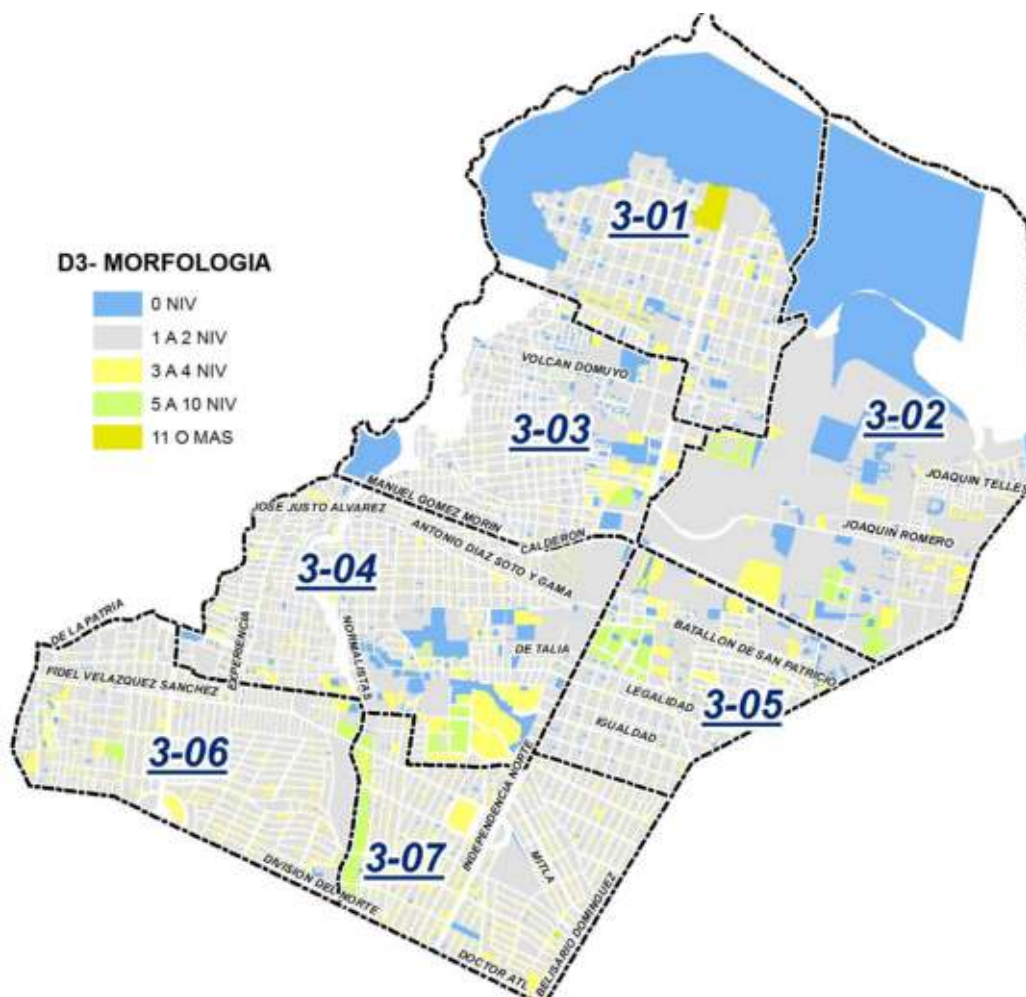 3-01
D3- MORFOLOGIA
0 NIV
1 A 2 NIV
3 A 4 NIV
5 A 10 NIV
11 O MAS
VOLCAN DOMUYO
3-03
3-02
JOAQUIN TELLEY
JOAQUIÑ ROMERO
MANUEL GOMEZ MORIN
JOSE JUSTO ALVAREZ
CALDERON
ANTONIO DIAZ SOTO Y GAMA
3-04
DE LA PATRIA
EXPERIENCIA
NORMALISTAS
DE TALIA
BATALLON DE SAN PATRICIO
FIDEL VELAZQUEZ SANCHEZ
LEGALIDAD
3-05
IGUALDAD
3-06
INDEPENDENCIA NORTE
3-07
MITLA
DIVISION DEL NORTE
BELISARIO DOMINGUEZ
DOCTOR ATL